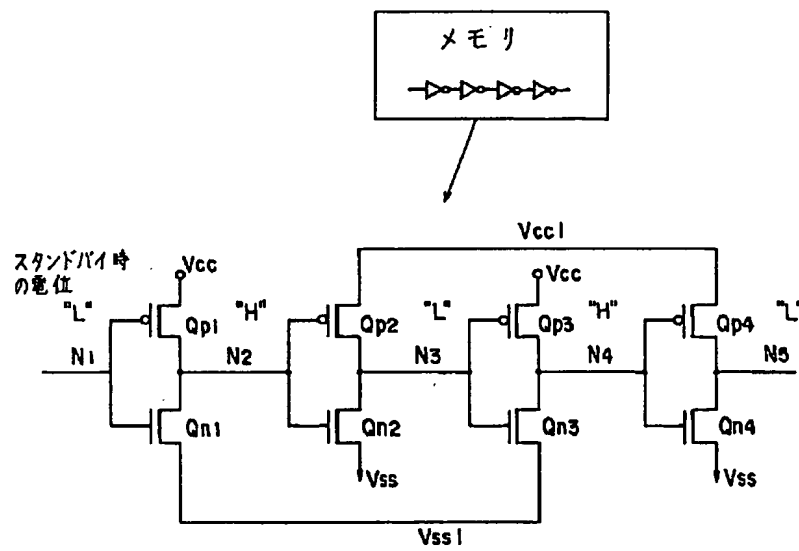 メモリ
Vcc1
スタンドバイ時
の電位
Vcc
Vcc
"L"
Qp1
"H"
Qp2
"L"
Qp3
"H"
Qp4
"L"
N1
N2
N3
N4
N5
Qn1
Qn2
Qn3
Qn4
Vss
Vss
Vss1